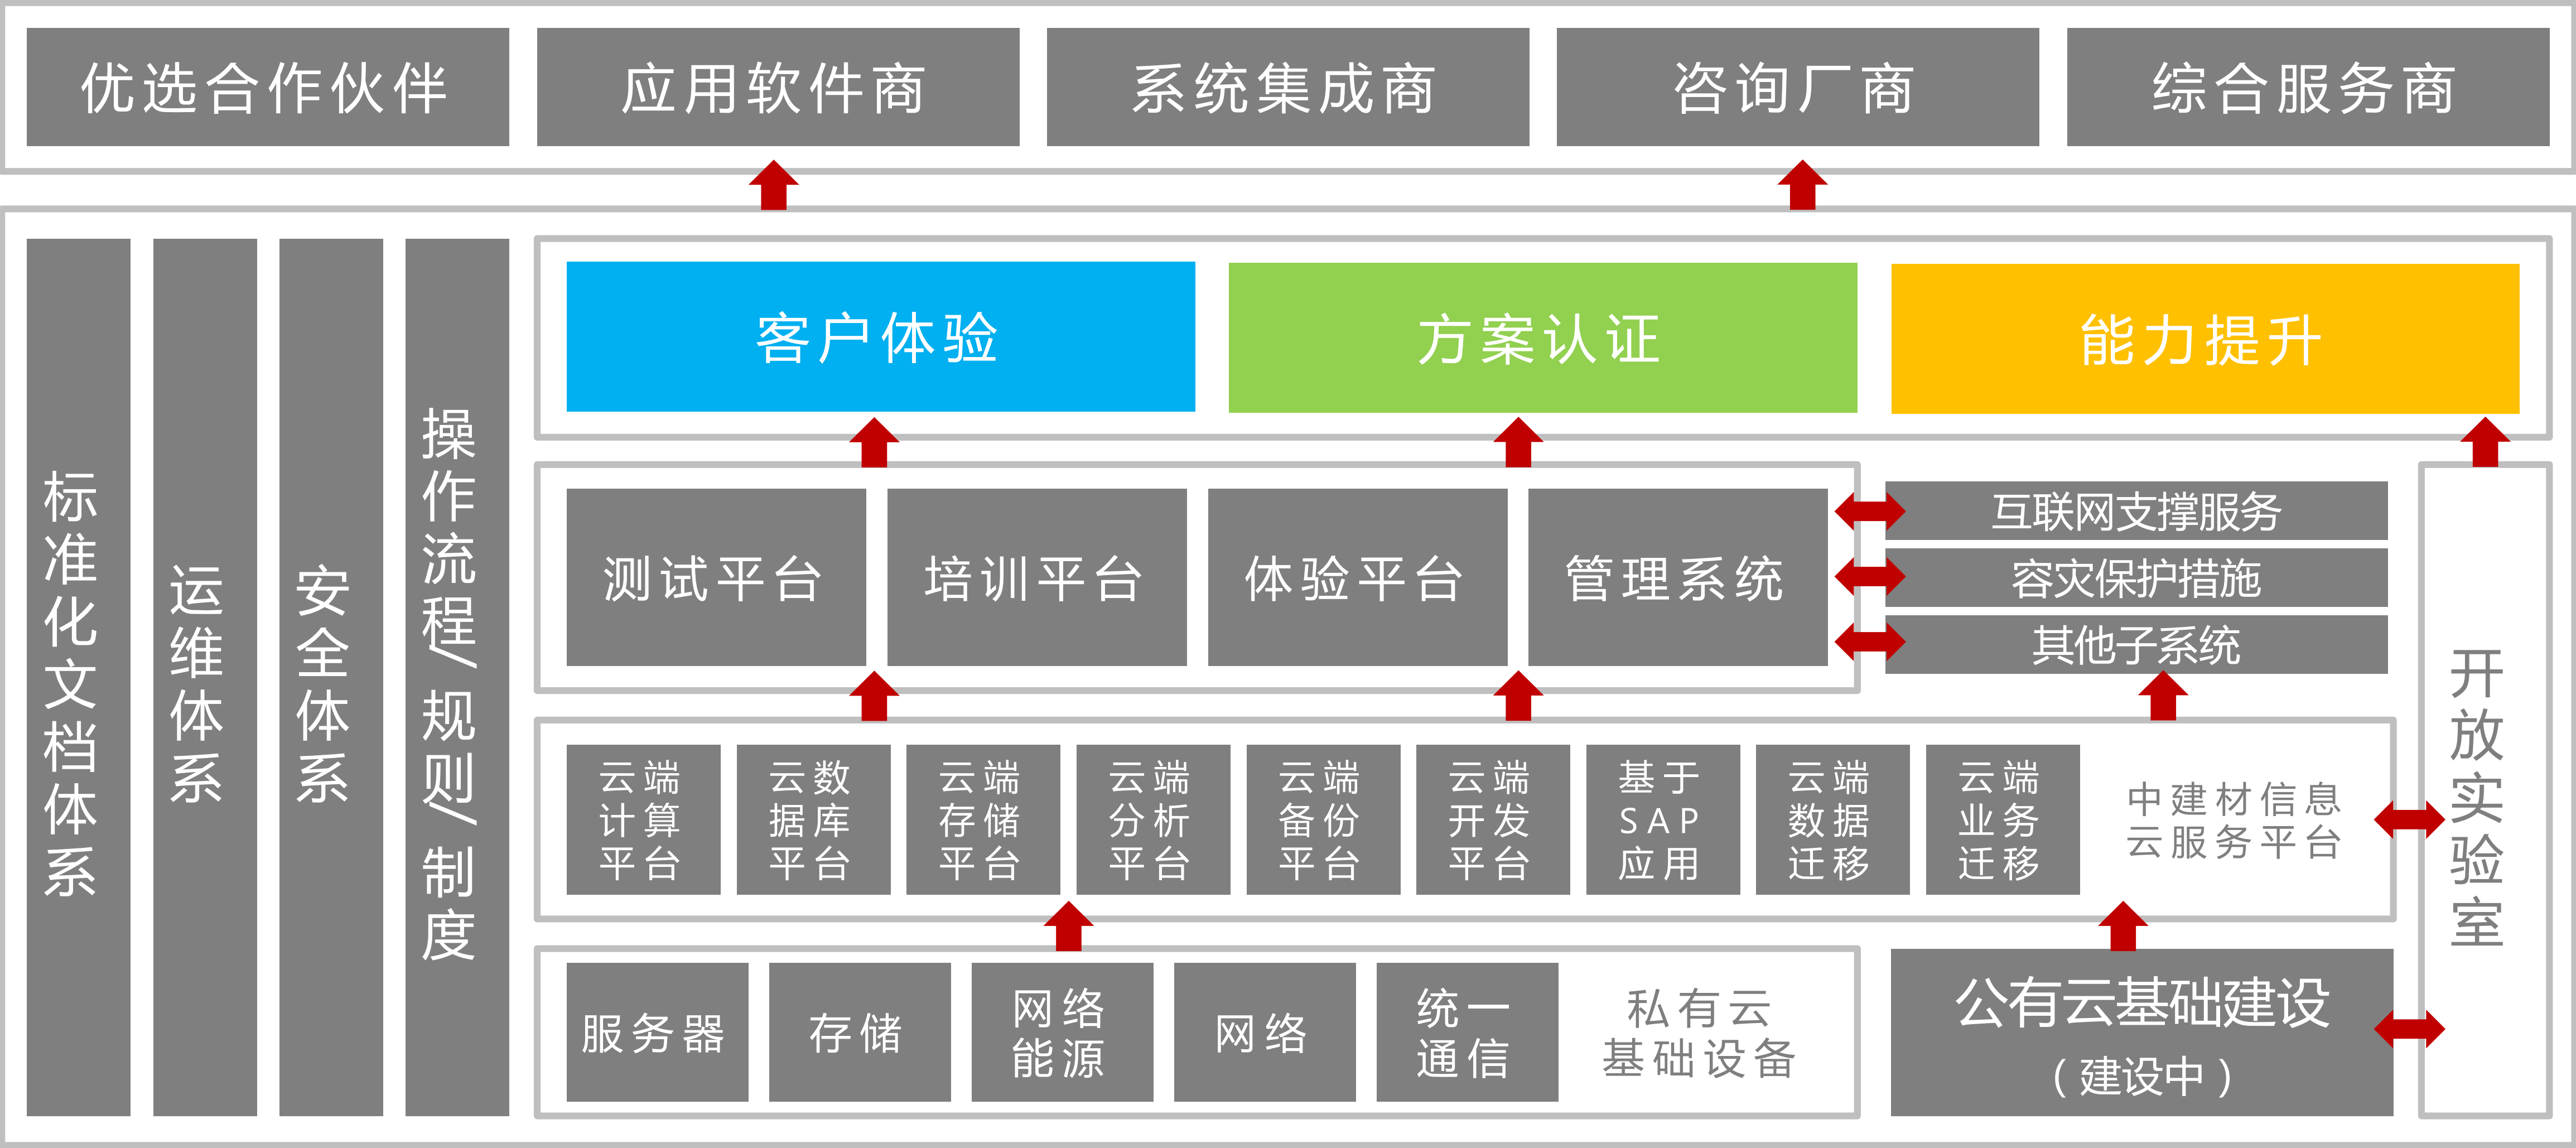 优选合作伙伴
应用软件商
系统集成商
咨询厂商
综合服务商
标准化文档体系
运维体系
安全体系
操作流程/规则/制度
客户体验
方案认证
能力提升
测试平台
培训平台
体验平台
管理系统
互联网支撑服务
容灾保护措施
其他子系统
开放实验室
云端
计算
平台
云数
据库
平台
云端
存储
平台
云端
分析
平台
云端
备份
平台
云端
开发
平台
基于
SAP
应用
云端
数据
迁移
云端
业务
迁移
中建材信息
云服务平台
服务器
存储
网络
能源
网络
统一
通信
私有云
基础设备
公有云基础建设
（建设中）